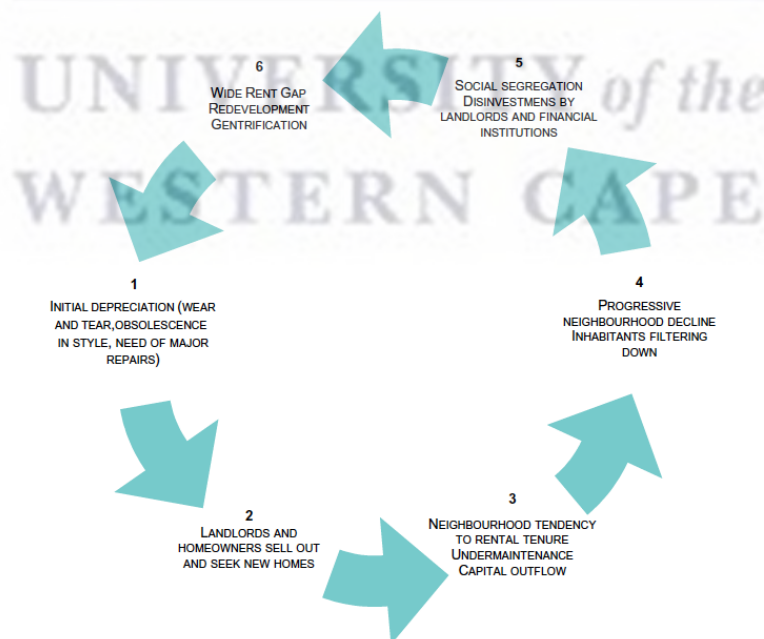 UNIVERSITY of the
WESTERN CAPE
6
WIDE RENT GAP
REDEVELOPMENT
GENTRIFICATION
5
SOCIAL SEGREGATION
DISINVESTMENS BY
LANDLORDS AND FINANCIAL
INSTITUTIONS
1
INITIAL DEPRECIATION (WEAR
AND TEAR,OBSOLESCENCE
IN STYLE, NEED OF MAJOR
REPAIRS)
4
PROGRESSIVE
NEIGHBOURHOOD DECLINE
INHABITANTS FILTERING
DOWN
2
LANDLORDS AND
HOMEOWNERS SELL OUT
AND SEEK NEW HOMES
3
NEIGHBOURHOOD TENDENCY
TO RENTAL TENURE
UNDERMAINTENANCE
CAPITAL OUTFLOW